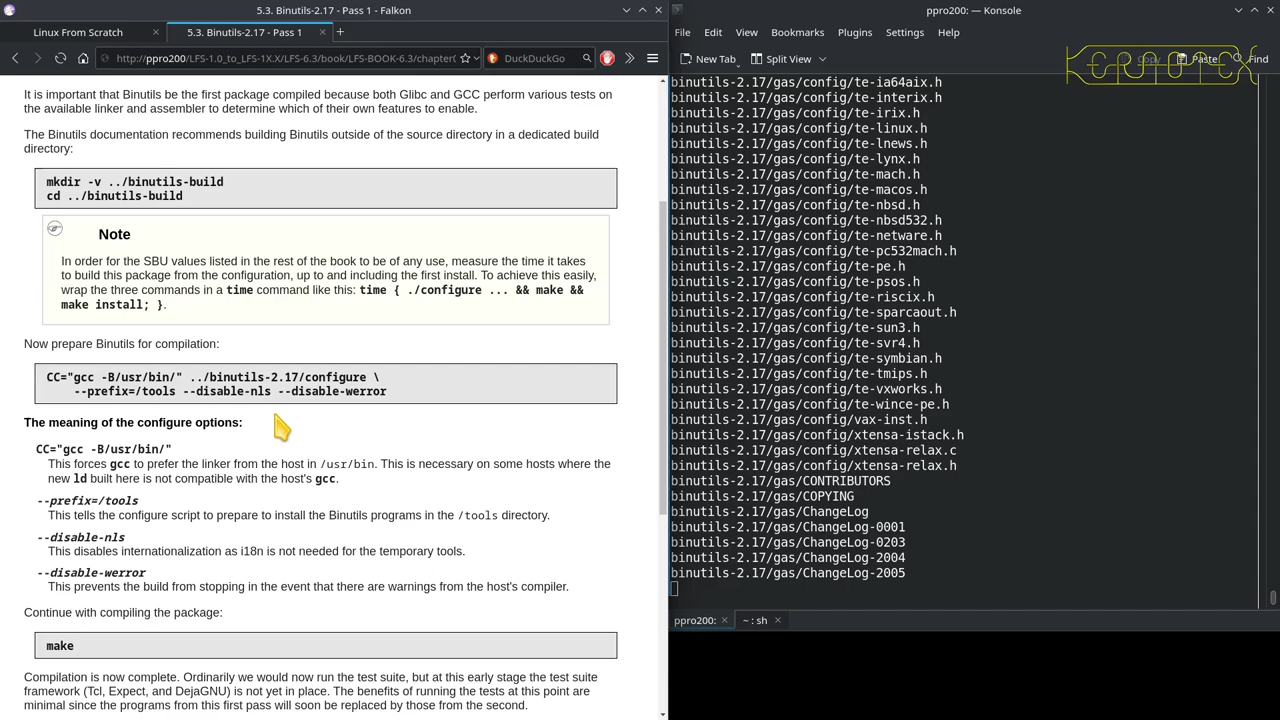 5.3. Binutils-2.17 - Pass 1 - Falkon
Linux From Scratch
5.3. Binutils-2.17 - Pass 1
http://ppro200/LFS-1.0_to_LFS-1X.X/LFS-6.3/book/LFS-BOOK-6.3/chapter0
DuckDuckGo
It is important that Binutils be the first package compiled because both Glibc and GCC perform various tests on
the available linker and assembler to determine which of their own features to enable.
The Binutils documentation recommends building Binutils outside of the source directory in a dedicated build
directory:
mkdir -v ../binutils-build
cd ../binutils-build
Note
In order for the SBU values listed in the rest of the book to be of any use, measure the time it takes
to build this package from the configuration, up to and including the first install. To achieve this easily,
wrap the three commands in a time command like this: time { ./configure ... && make &&
make install; }.
Now prepare Binutils for compilation:
CC="gcc -B/usr/bin/" ../binutils-2.17/configure \
--prefix=/tools --disable-nls --disable-werror
The meaning of the configure options:
CC="gcc -B/usr/bin/"
This forces gcc to prefer the linker from the host in /usr/bin. This is necessary on some hosts where the
new ld built here is not compatible with the host's gcc.
--prefix=/tools
This tells the configure script to prepare to install the Binutils programs in the /tools directory.
--disable-nls
This disables internationalization as i18n is not needed for the temporary tools.
--disable-werror
This prevents the build from stopping in the event that there are warnings from the host's compiler.
Continue with compiling the package:
make
Compilation is now complete. Ordinarily we would now run the test suite, but at this early stage the test suite
framework (Tcl, Expect, and DejaGNU) is not yet in place. The benefits of running the tests at this point are
minimal since the programs from this first pass will soon be replaced by those from the second.
ppro200: — Konsole
File Edit View Bookmarks Plugins Settings Help
New Tab Split View Copy Paste Find
binutils-2.17/gas/config/te-ia64aix.h
binutils-2.17/gas/config/te-interix.h
binutils-2.17/gas/config/te-irix.h
binutils-2.17/gas/config/te-linux.h
binutils-2.17/gas/config/te-lnews.h
binutils-2.17/gas/config/te-lynx.h
binutils-2.17/gas/config/te-mach.h
binutils-2.17/gas/config/te-macos.h
binutils-2.17/gas/config/te-nbsd.h
binutils-2.17/gas/config/te-nbsd532.h
binutils-2.17/gas/config/te-netware.h
binutils-2.17/gas/config/te-pc532mach.h
binutils-2.17/gas/config/te-pe.h
binutils-2.17/gas/config/te-psos.h
binutils-2.17/gas/config/te-riscix.h
binutils-2.17/gas/config/te-sparcaout.h
binutils-2.17/gas/config/te-sun3.h
binutils-2.17/gas/config/te-svr4.h
binutils-2.17/gas/config/te-symbian.h
binutils-2.17/gas/config/te-tmips.h
binutils-2.17/gas/config/te-vxworks.h
binutils-2.17/gas/config/te-wince-pe.h
binutils-2.17/gas/config/vax-inst.h
binutils-2.17/gas/config/xtensa-istack.h
binutils-2.17/gas/config/xtensa-relax.c
binutils-2.17/gas/config/xtensa-relax.h
binutils-2.17/gas/CONTRIBUTORS
binutils-2.17/gas/COPYING
binutils-2.17/gas/ChangeLog
binutils-2.17/gas/ChangeLog-0001
binutils-2.17/gas/ChangeLog-0203
binutils-2.17/gas/ChangeLog-2004
binutils-2.17/gas/ChangeLog-2005
ppro200:
~ : sh